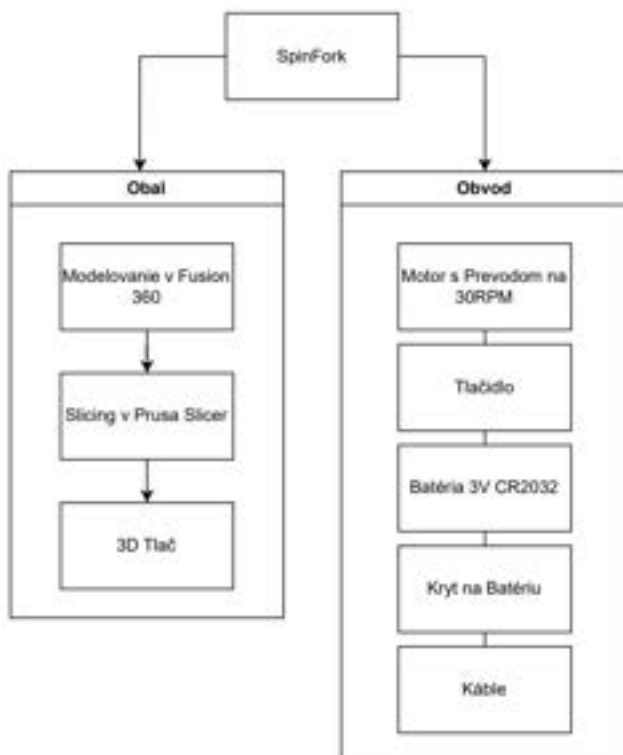 SpinFork
Obal
Modelovanie v Fusion
360
Slicing v Prusa Slicer
3D Tlač
Obvod
Motor s Prevodom na
30RPM
Tlačidlo
Batéria 3V CR2032
Kryt na Batériu
Káble